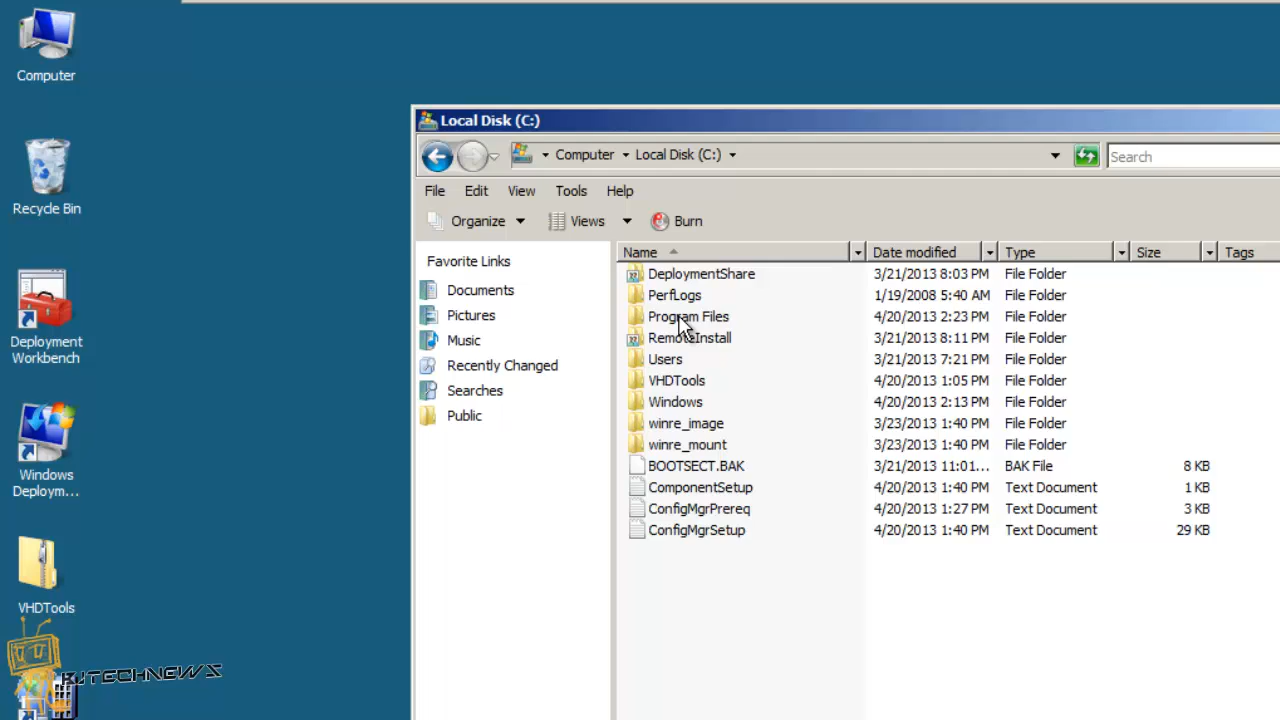 Computer
Recycle Bin
Deployment
Workbench
Windows
Deploym...
VHDTools
KJTECHNEWS
Local Disk (C:)
Computer Local Disk (C:) Search
File Edit View Tools Help
Organize Views Burn
Favorite Links
Documents
Pictures
Music
Recently Changed
Searches
Public
Name Date modified Type Size Tags
DeploymentShare 3/21/2013 8:03 PM File Folder
PerfLogs 1/19/2008 5:40 AM File Folder
Program Files 4/20/2013 2:23 PM File Folder
RemoteInstall 3/21/2013 8:11 PM File Folder
Users 3/21/2013 7:21 PM File Folder
VHDTools 4/20/2013 1:05 PM File Folder
Windows 4/20/2013 2:13 PM File Folder
winre_image 3/23/2013 1:40 PM File Folder
winre_mount 3/23/2013 1:40 PM File Folder
BOOTSECT.BAK 3/21/2013 11:01... BAK File 8 KB
ComponentSetup 4/20/2013 1:40 PM Text Document 1 KB
ConfigMgrPrereq 4/20/2013 1:27 PM Text Document 3 KB
ConfigMgrSetup 4/20/2013 1:40 PM Text Document 29 KB